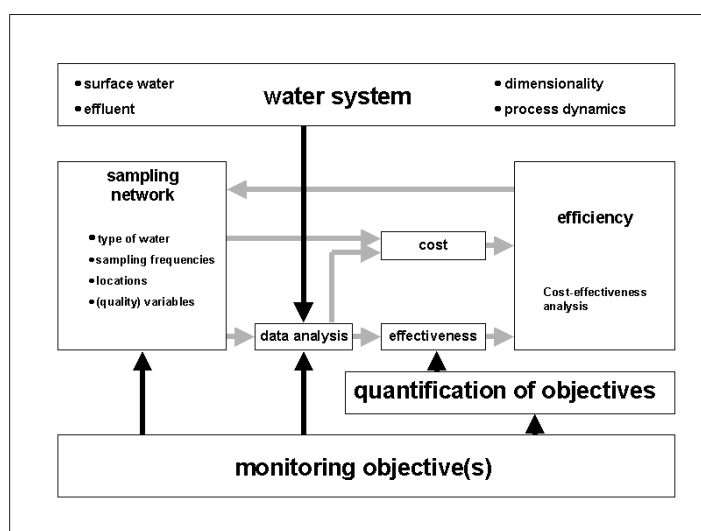 water system
• surface water
• effluent
• dimensionality
• process dynamics
sampling
network
• type of water
• sampling frequencies
• locations
• (quality) variables
cost
efficiency
Cost-effectiveness
analysis
data analysis
effectiveness
quantification of objectives
monitoring objective(s)